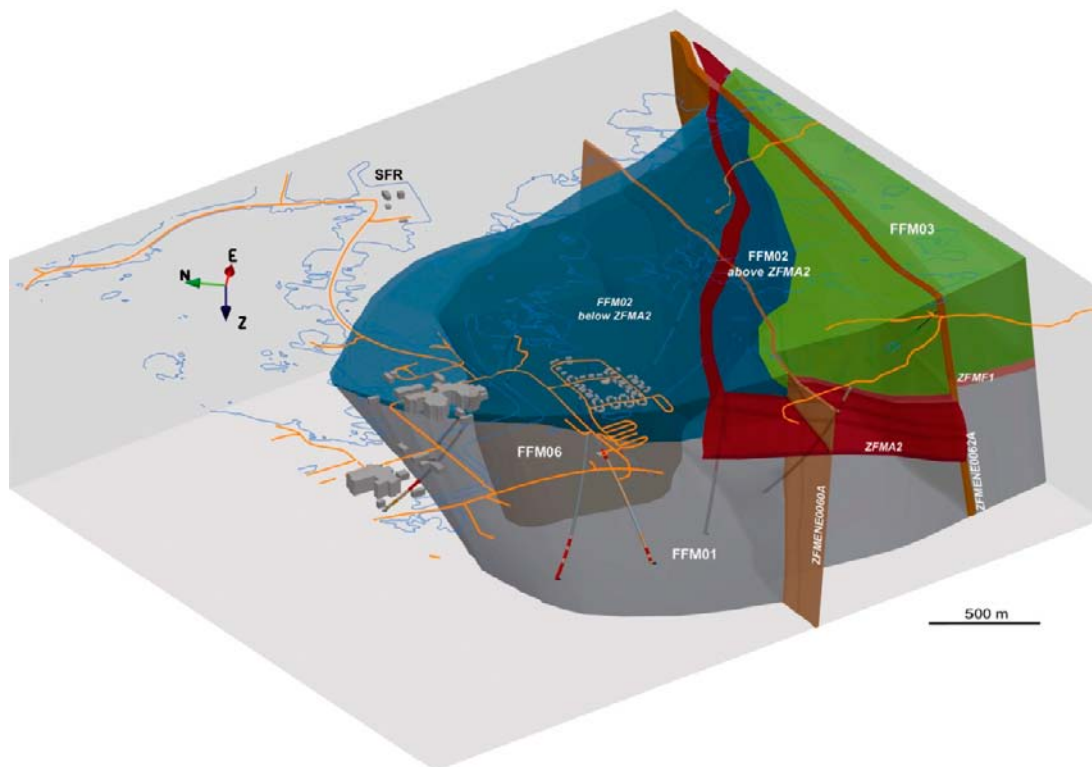 SFR
N
E
Z
FFM03
FFM02
above ZFMA2
FFM02
below ZFMA2
ZFMF1
ZFMA2
FFM06
ZFMENE0062A
ZFMENE0060A
FFM01
500 m